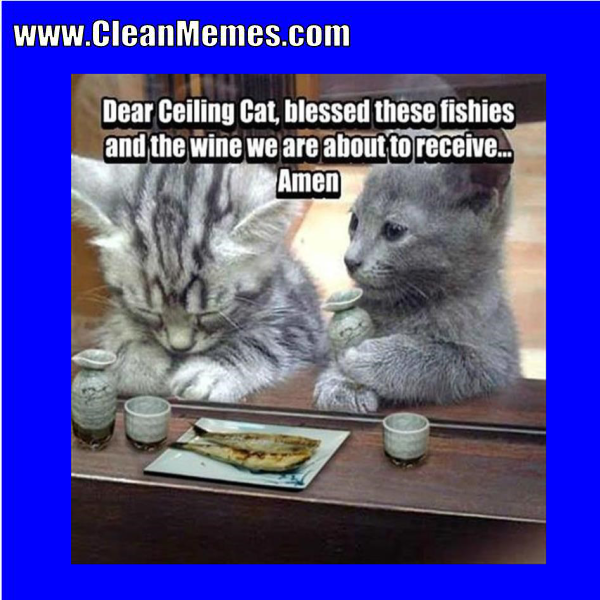 www.CleanMemes.com
Dear Ceiling Cat, blessed these fishies
and the wine we are about to receive...
Amen